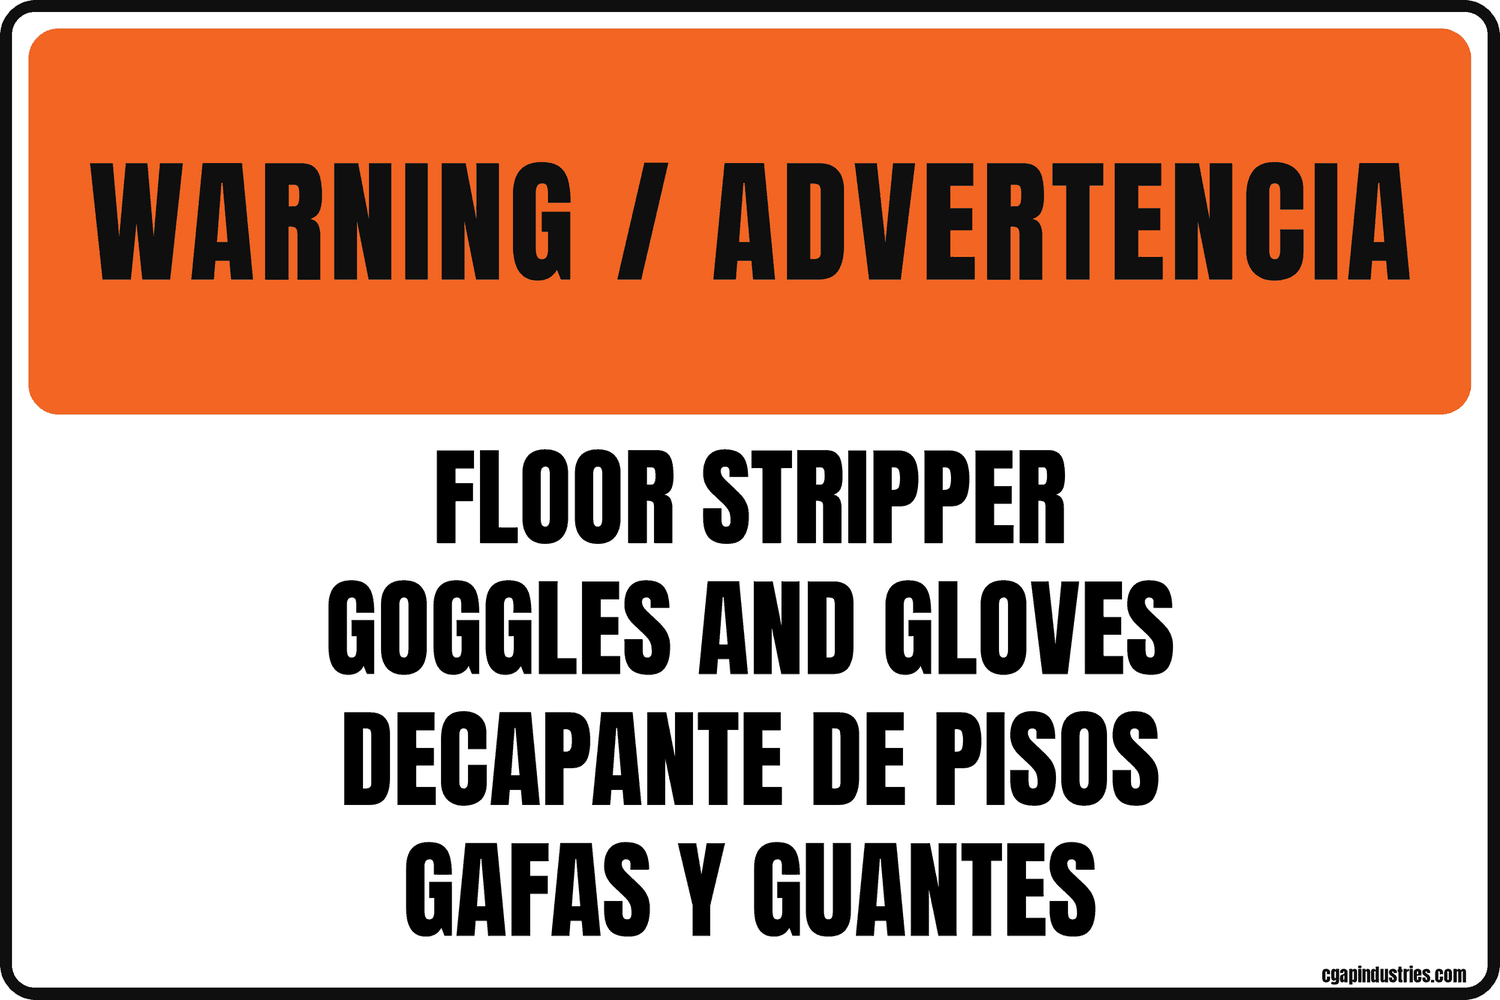 WARNING / ADVERTENCIA
FLOOR STRIPPER
GOGGLES AND GLOVES
DECAPANTE DE PISOS
GAFAS Y GUANTES
cgapindustries.com